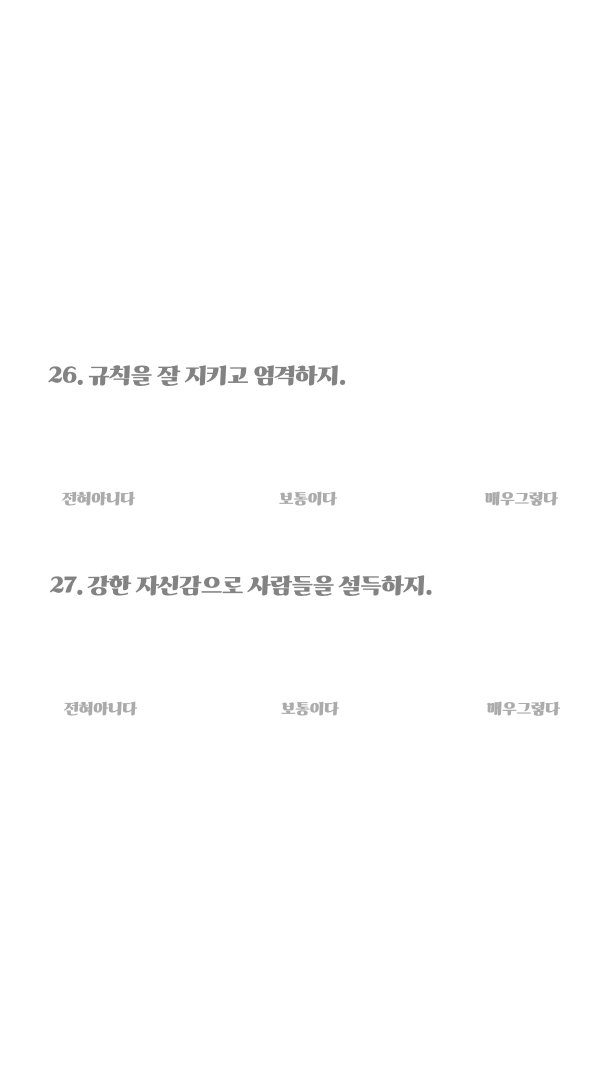 26. 규칙을 잘 지키고 엄격하지.
전혀아니다 보통이다 매우그렇다
27. 강한 자신감으로 사람들을 설득하지.
전혀아니다 보통이다 매우그렇다